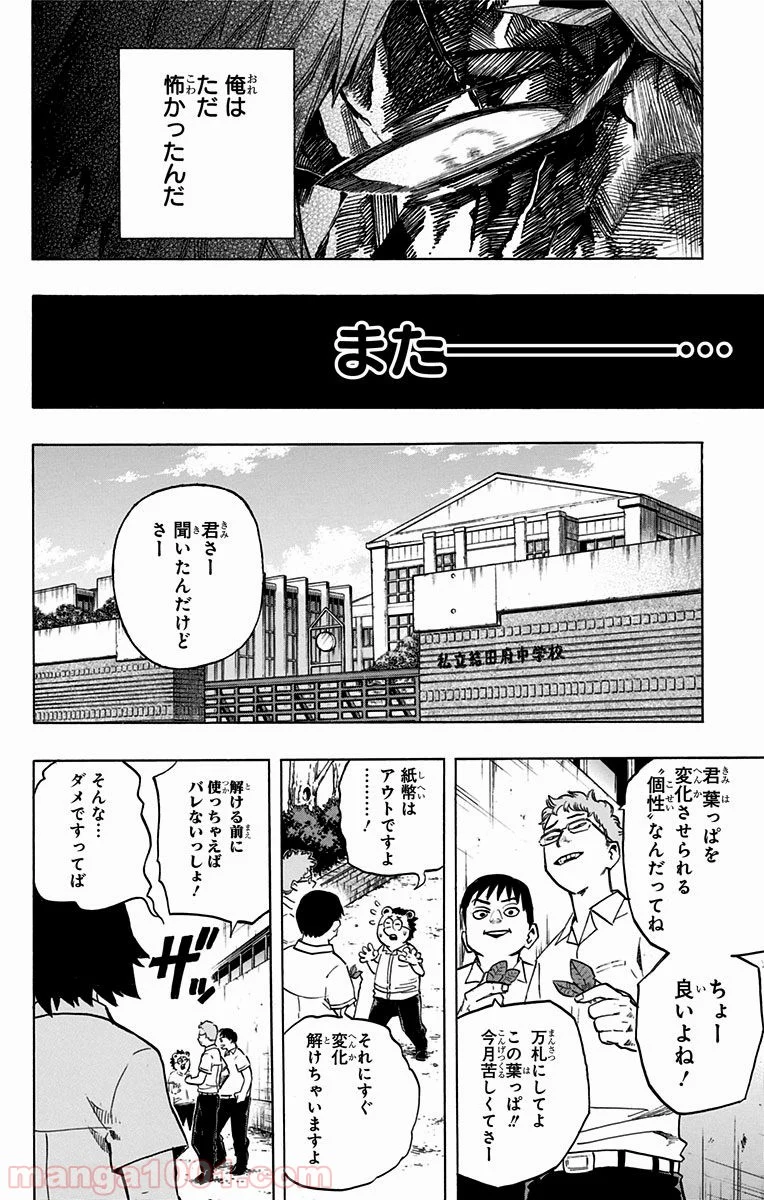 俺は
ただ
怖かったんだ
また━━━…
君さー
聞いたんだけど
さー
私立結田府中学校
君葉っぱを
変化させられる
“個性”なんだってね
ちょー
良いよね!
万札にしてよ
この葉っぱ!!
今月苦しくてさー
紙幣は
アウトですよ
………!
それにすぐ
変化
解けちゃいますよ
解ける前に
使っちゃえば
バレないっしょ!
そんな…
ダメですってば
ザッ
manga1001.com